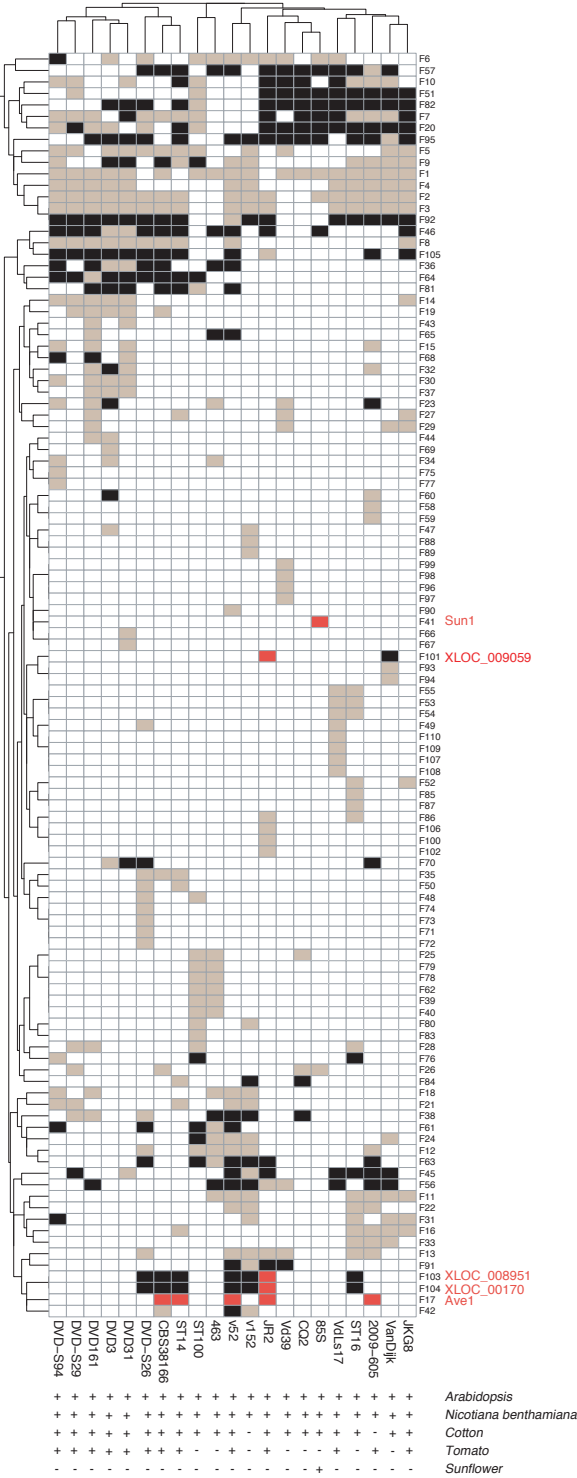 F6
F57
F10
F51
F82
F7
F20
F95
F5
F9
F1
F4
F2
F3
F92
F46
F8
F105
F36
F64
F81
F14
F19
F43
F65
F15
F68
F32
F30
F37
F23
F27
F29
F44
F69
F34
F75
F77
F60
F58
F59
F47
F88
F89
F99
F98
F96
F97
F90
F41 Sun1
F66
F67
F101 XLOC_009059
F93
F94
F55
F53
F54
F49
F110
F109
F107
F108
F52
F85
F87
F86
F106
F100
F102
F70
F35
F50
F48
F74
F73
F71
F72
F25
F79
F78
F62
F39
F40
F80
F83
F28
F76
F26
F84
F18
F21
F38
F61
F24
F12
F63
F45
F56
F11
F22
F31
F16
F33
F13
F91
F103 XLOC_008951
F104 XLOC_00170
F17 Ave1
F42
DVD-S94
DVD-S29
DVD161
DVD3
DVD31
DVD-S26
CBS38166
ST14
ST100
463
v52
v152
JR2
Vd39
CQ2
85S
VdLs17
ST16
2009-605
VanDijk
JKG8
+ + + + + + + + + + + + + + + + + + + + + Arabidopsis
+ + + + + + + + + + + + + + + + + + + + + Nicotiana benthamiana
+ + + + + + + + - + + - + + + + + + - + + Cotton
+ + + + + + + + - - - - + - - - + - + - + Tomato
- - - - - - - - - - - - - - - + - - - - - Sunflower